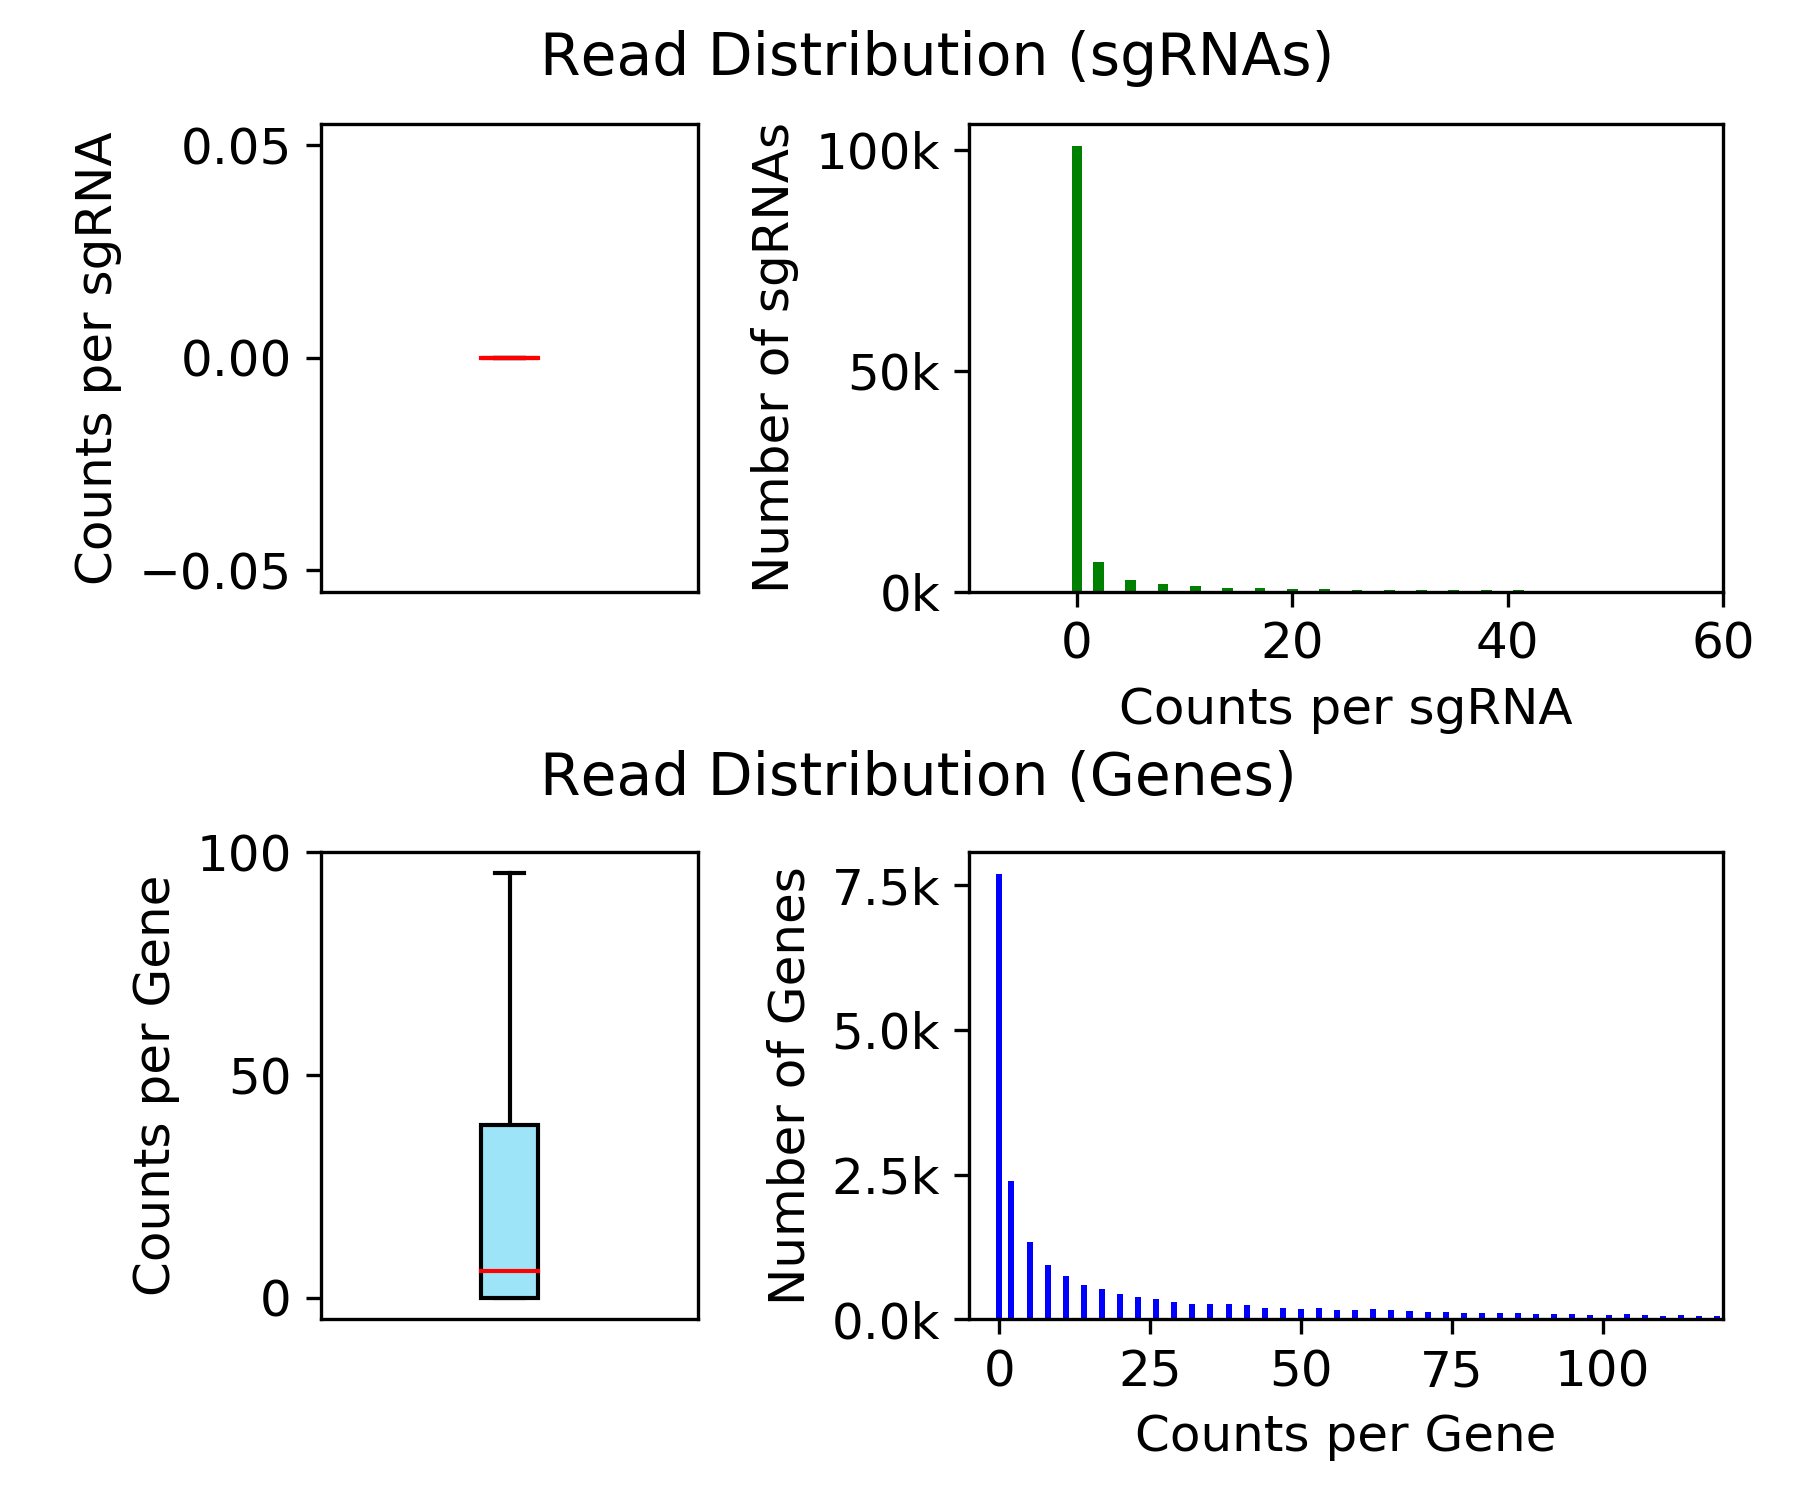 Read Distribution (sgRNAs)
Counts per sgRNA
0.05
0.00
−0.05
Number of sgRNAs
100k
50k
0k
0 20 40 60
Counts per sgRNA
Read Distribution (Genes)
Counts per Gene
100
50
0
Number of Genes
7.5k
5.0k
2.5k
0.0k
0 25 50 75 100
Counts per Gene